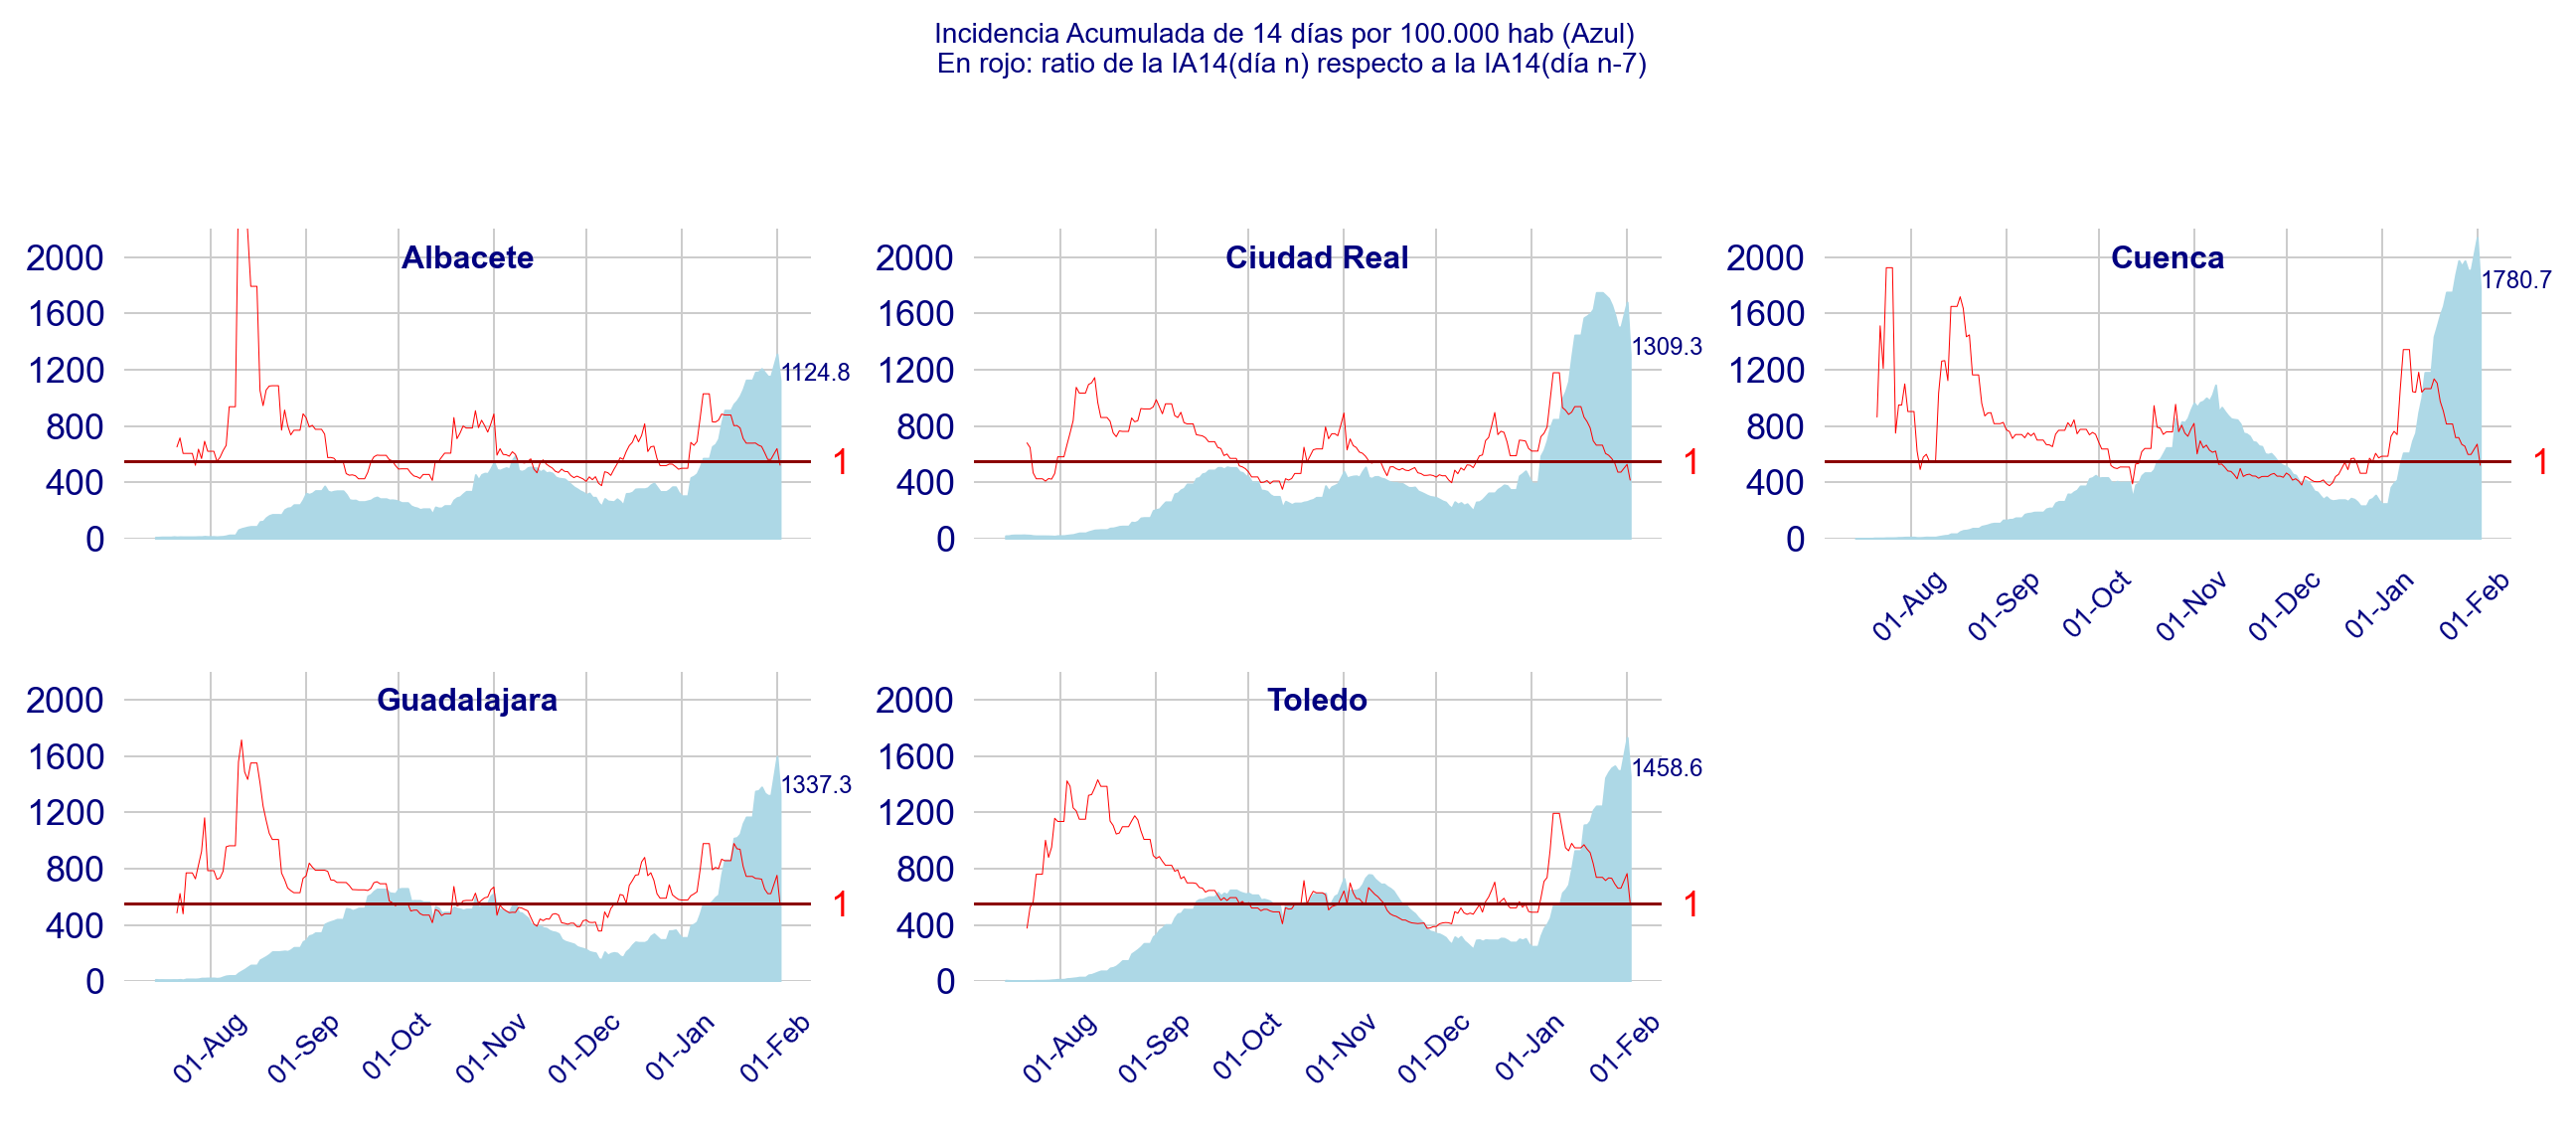 Incidencia Acumulada de 14 días por 100.000 hab (Azul)
En rojo: ratio de la IA14(día n) respecto a la IA14(día n-7)
Albacete
2000
1600
1200
800
400
0
1124.8
1
Ciudad Real
2000
1600
1200
800
400
0
1309.3
1
Cuenca
2000
1600
1200
800
400
0
1780.7
1
01-Aug
01-Sep
01-Oct
01-Nov
01-Dec
01-Jan
01-Feb
Guadalajara
2000
1600
1200
800
400
0
1337.3
1
01-Aug
01-Sep
01-Oct
01-Nov
01-Dec
01-Jan
01-Feb
Toledo
2000
1600
1200
800
400
0
1458.6
1
01-Aug
01-Sep
01-Oct
01-Nov
01-Dec
01-Jan
01-Feb